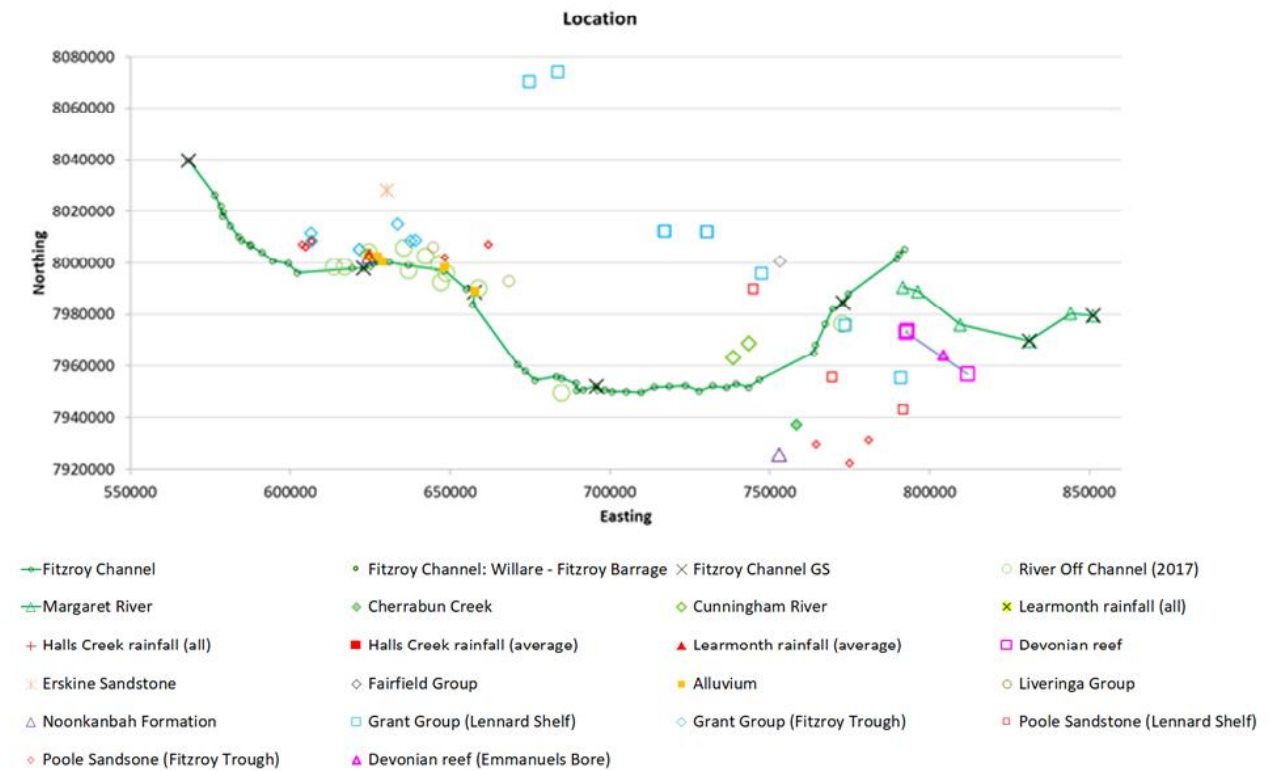 Location
8080000
8060000
8040000
8020000
8000000
7980000
7960000
7940000
7920000
Northing
550000 600000 650000 700000 750000 800000 850000
Easting
Fitzroy Channel Fitzroy Channel: Willare - Fitzroy Barrage Fitzroy Channel GS River Off Channel (2017)
Margaret River Cherrabun Creek Cunningham River Learmonth rainfall (all)
Halls Creek rainfall (all) Halls Creek rainfall (average) Learmonth rainfall (average) Devonian reef
Erskine Sandstone Fairfield Group Alluvium Liveringa Group
Noonkanbah Formation Grant Group (Lennard Shelf) Grant Group (Fitzroy Trough) Poole Sandstone (Lennard Shelf)
Poole Sandsone (Fitzroy Trough) Devonian reef (Emmanuels Bore)